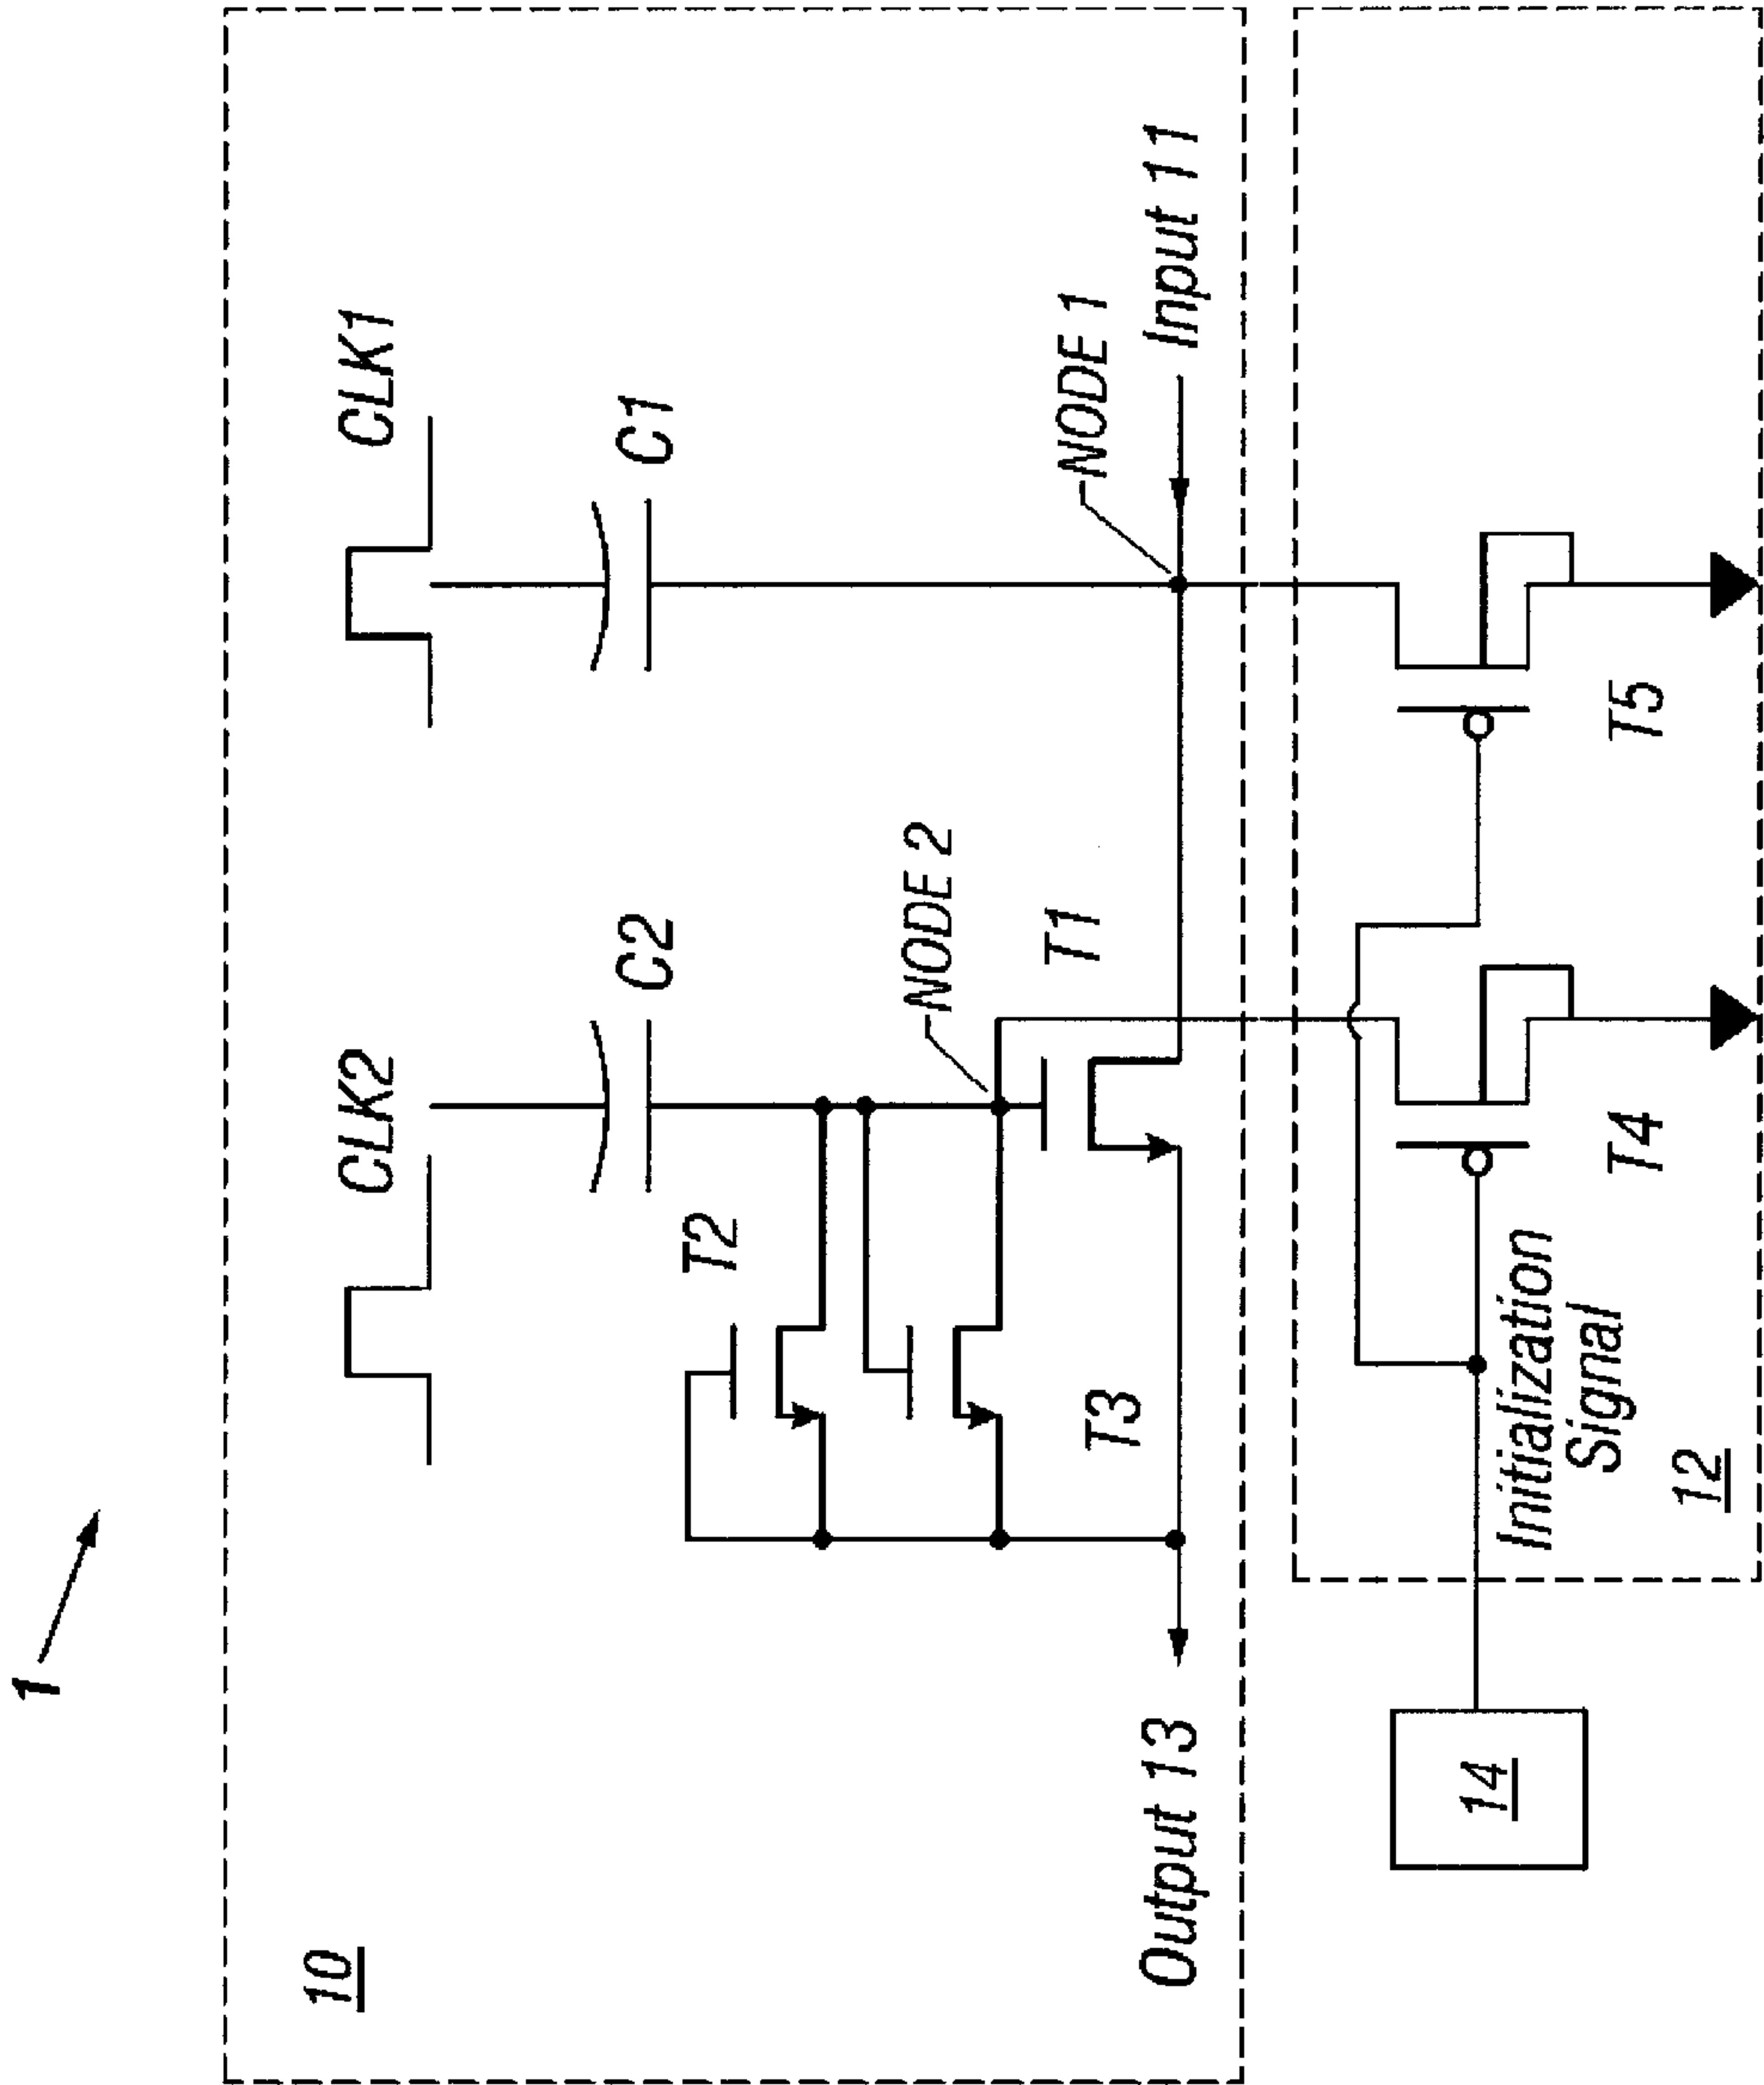 1
10
CLK2
CLK1
C2
C1
T2
NODE 2
NODE 1
T1
T3
Output 13
Input 11
14
Initialization
Signal
T4
T5
12